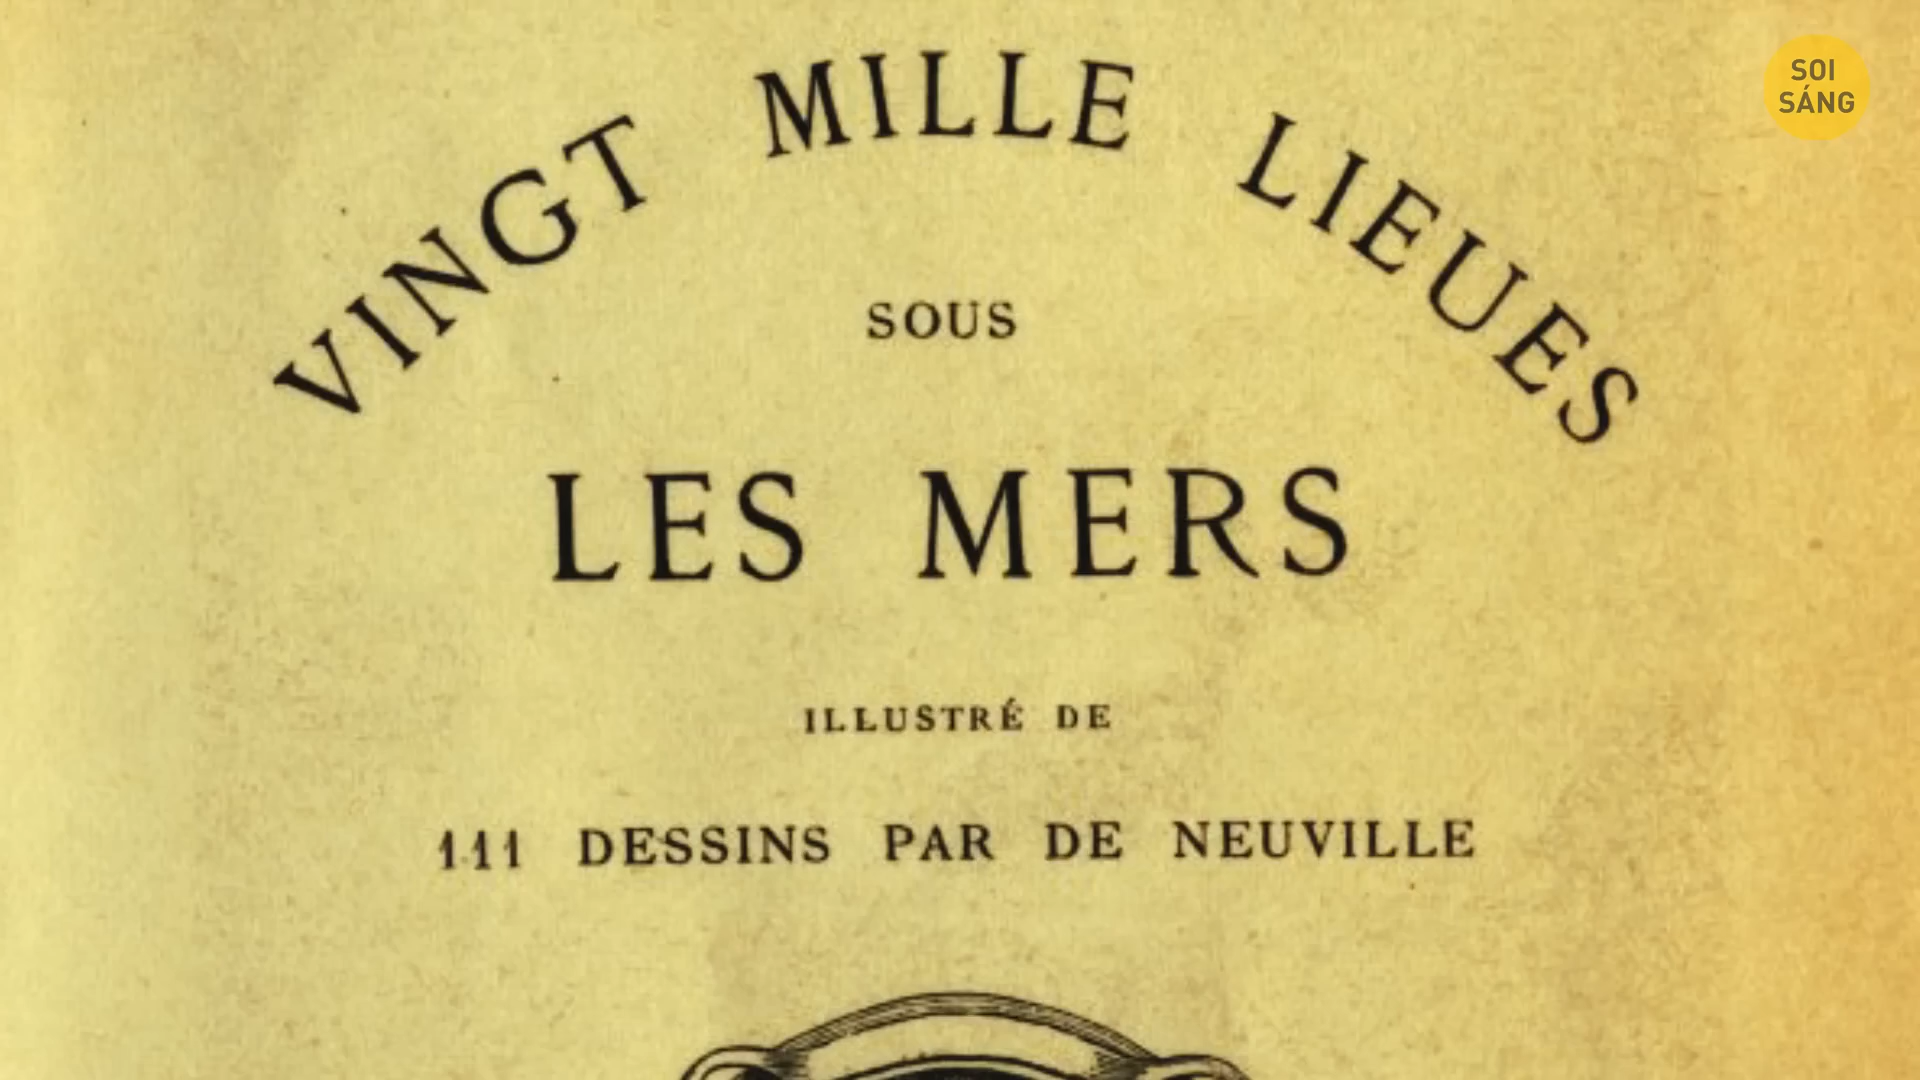 VINGT MILLE LIEUES
SOUS
LES MERS
ILLUSTRÉ DE
111 DESSINS PAR DE NEUVILLE
SOI
SÁNG